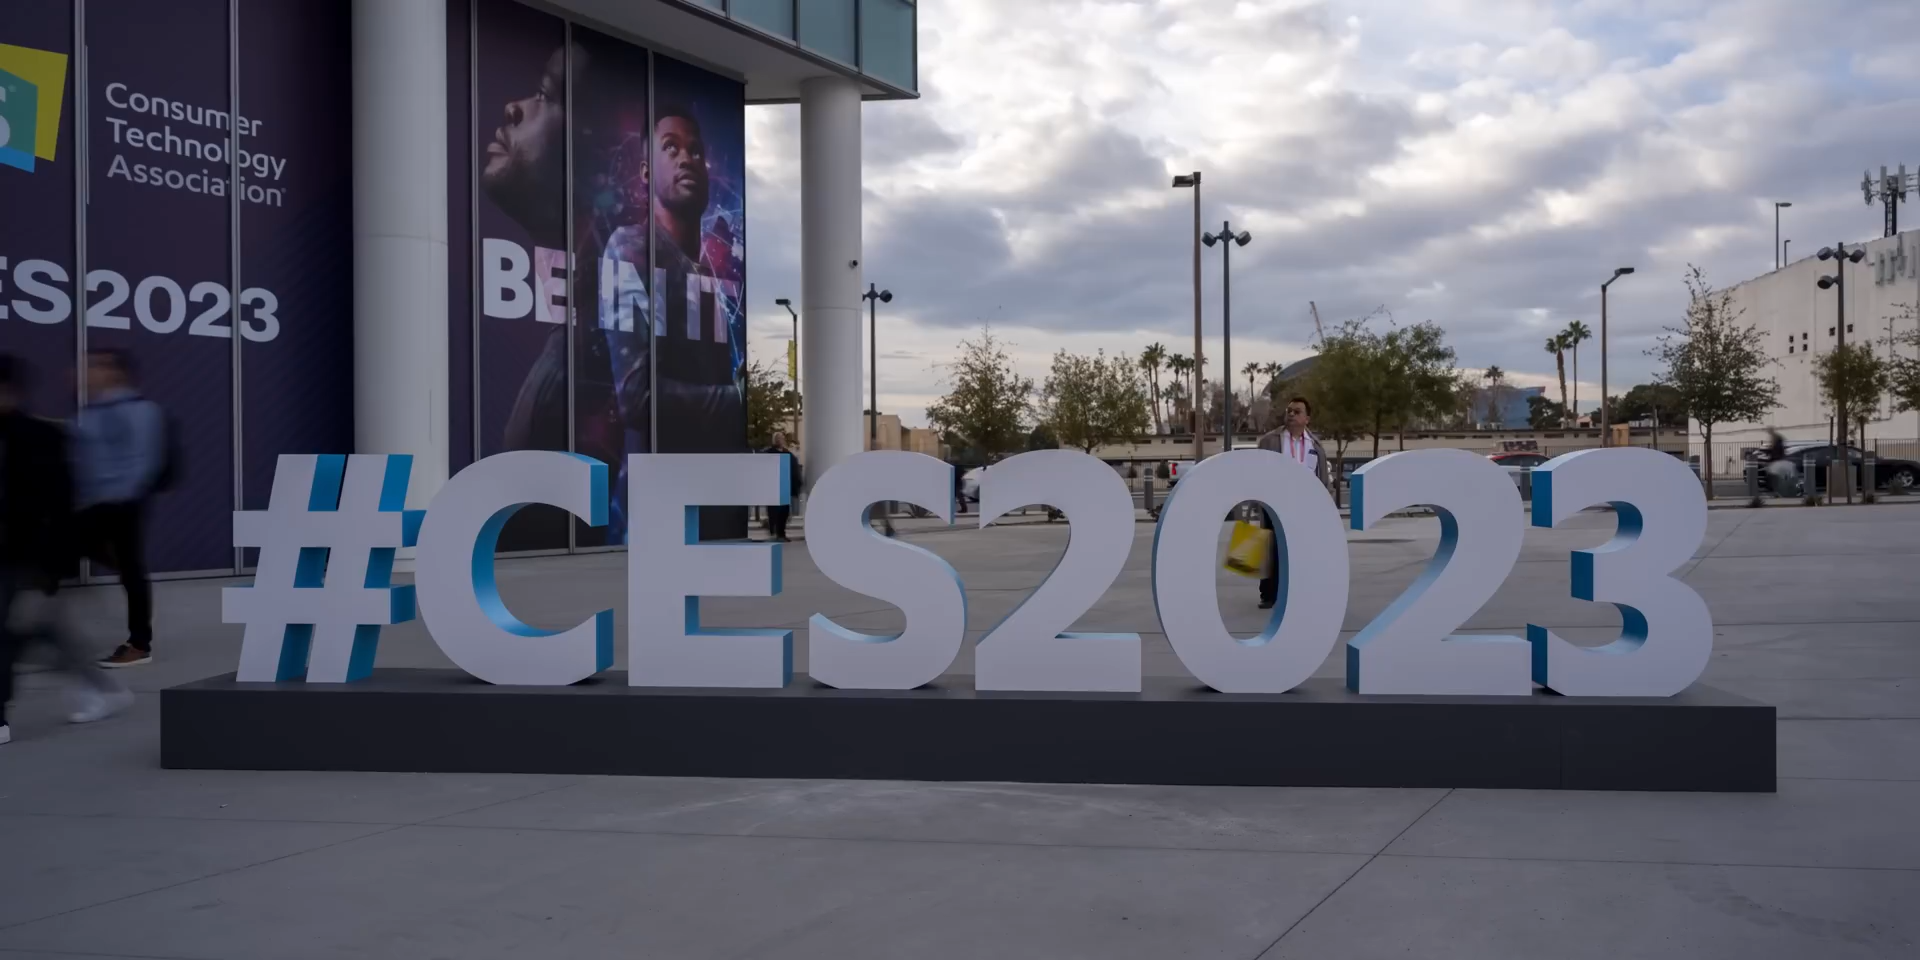 S
Consumer
Technology
Association
ES2023
BE IN IT
#CES2023